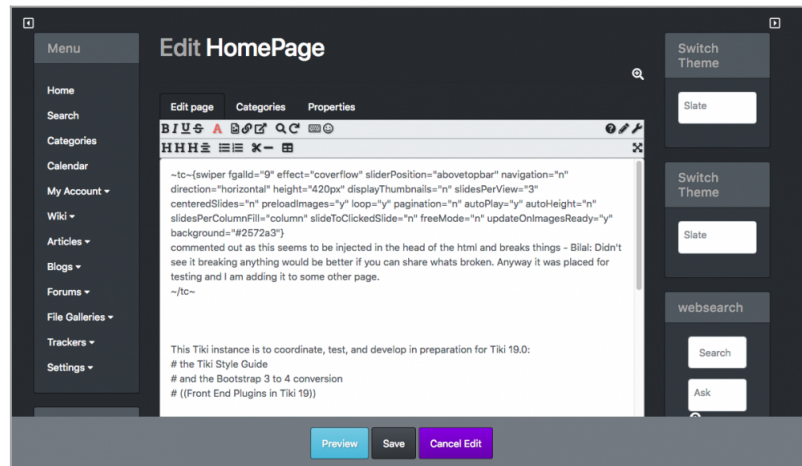 Menu
Home
Search
Categories
Calendar
My Account
Wiki
Articles
Blogs
Forums
File Galleries
Trackers
Settings
Edit HomePage
Edit page Categories Properties
B I U S A
H H H
~tc~{swiper fgalId="9" effect="coverflow" sliderPosition="abovetopbar" navigation="n"
direction="horizontal" height="420px" displayThumbnails="n" slidesPerView="3"
centeredSlides="n" preloadImages="y" loop="y" pagination="n" autoPlay="y" autoHeight="n"
slidesPerColumnFill="column" slideToClickedSlide="n" freeMode="n" updateOnImagesReady="y"
background="#2572a3"}
commented out as this seems to be injected in the head of the html and breaks things - Bilal: Didn't
see it breaking anything would be better if you can share whats broken. Anyway it was placed for
testing and I am adding it to some other page.
~/tc~
This Tiki instance is to coordinate, test, and develop in preparation for Tiki 19.0:
# the Tiki Style Guide
# and the Bootstrap 3 to 4 conversion
# ((Front End Plugins in Tiki 19))
Preview Save Cancel Edit
Switch
Theme
Slate
Switch
Theme
Slate
websearch
Search
Ask